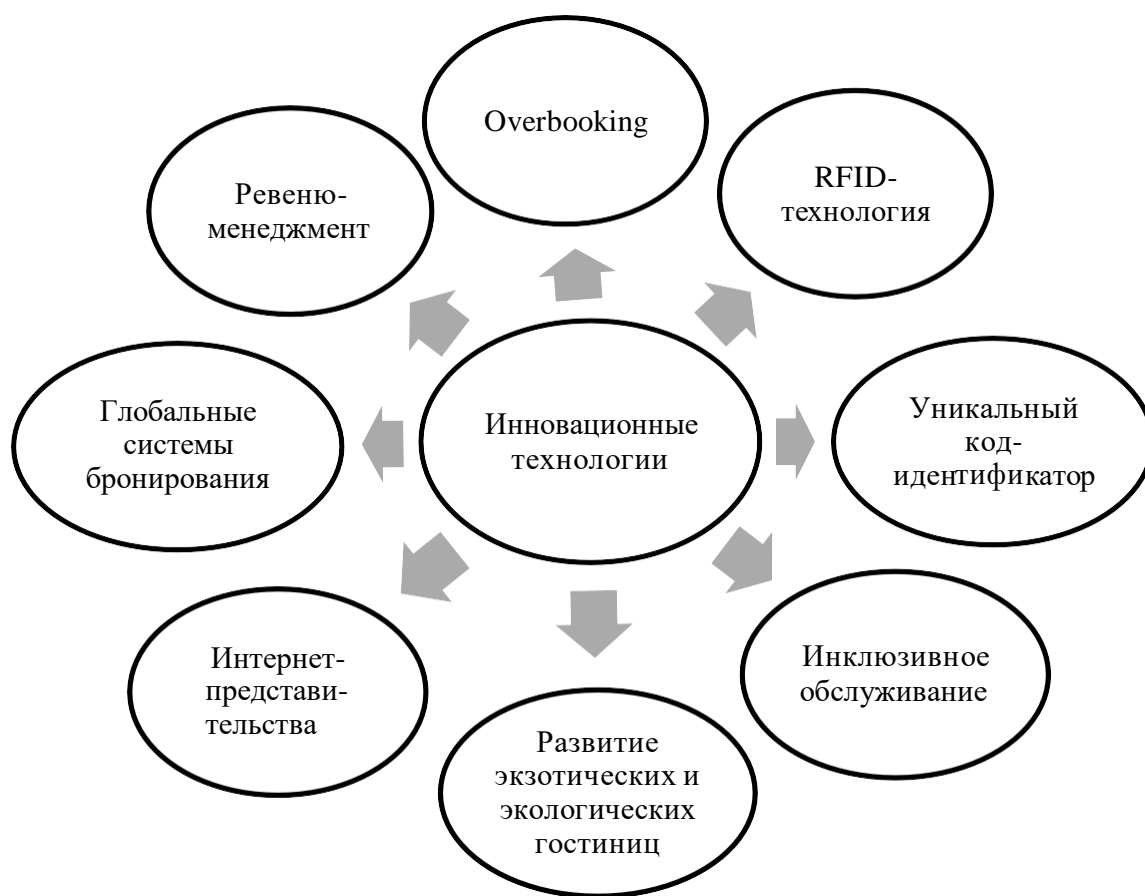 Overbooking
RFID-
технология
Ревеню-
менеджмент
Глобальные
системы
бронирования
Инновационные
технологии
Уникальный
код-
идентификатор
Интернет-
представи-
тельства
Инклюзивное
обслуживание
Развитие
экзотических и
экологических
гостиниц